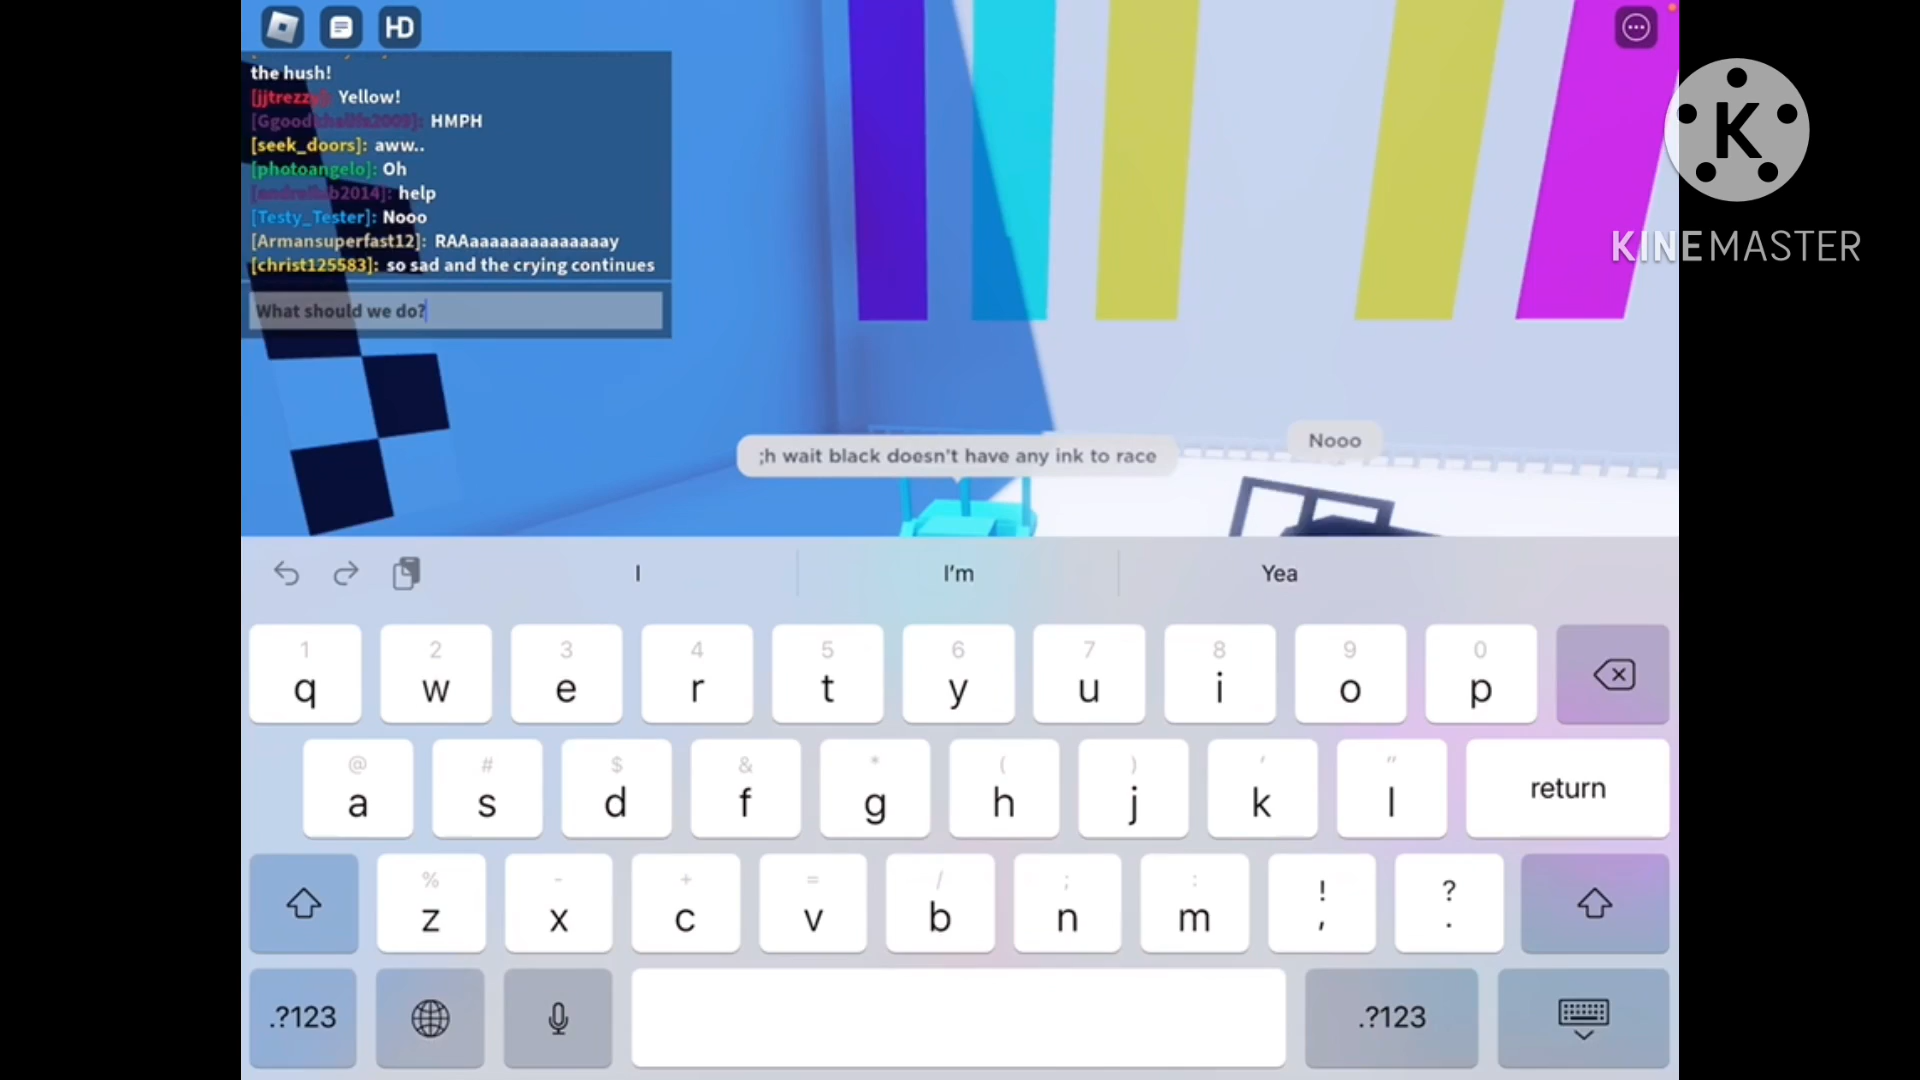 HD
the hush!
[jjtrezzy]: Yellow!
HMPH
[seek_doors]: aww..
[photoangelo]: Oh
help
[Testy_Tester]: Nooo
[Armansuperfast12]: RAAaaaaaaaaaaaaay
[christ125583]: so sad and the crying continues
What should we do?
K
KINEMASTER
Nooo
;h wait black doesn't have any ink to race
I I'm Yea
1 2 3 4 5 6 7 8 9 0
q w e r t y u i o p
@ # $ & * ( ) ' "
a s d f g h j k l return
% - + = / ; : ! ?
z x c v b n m , .
.?123 .?123